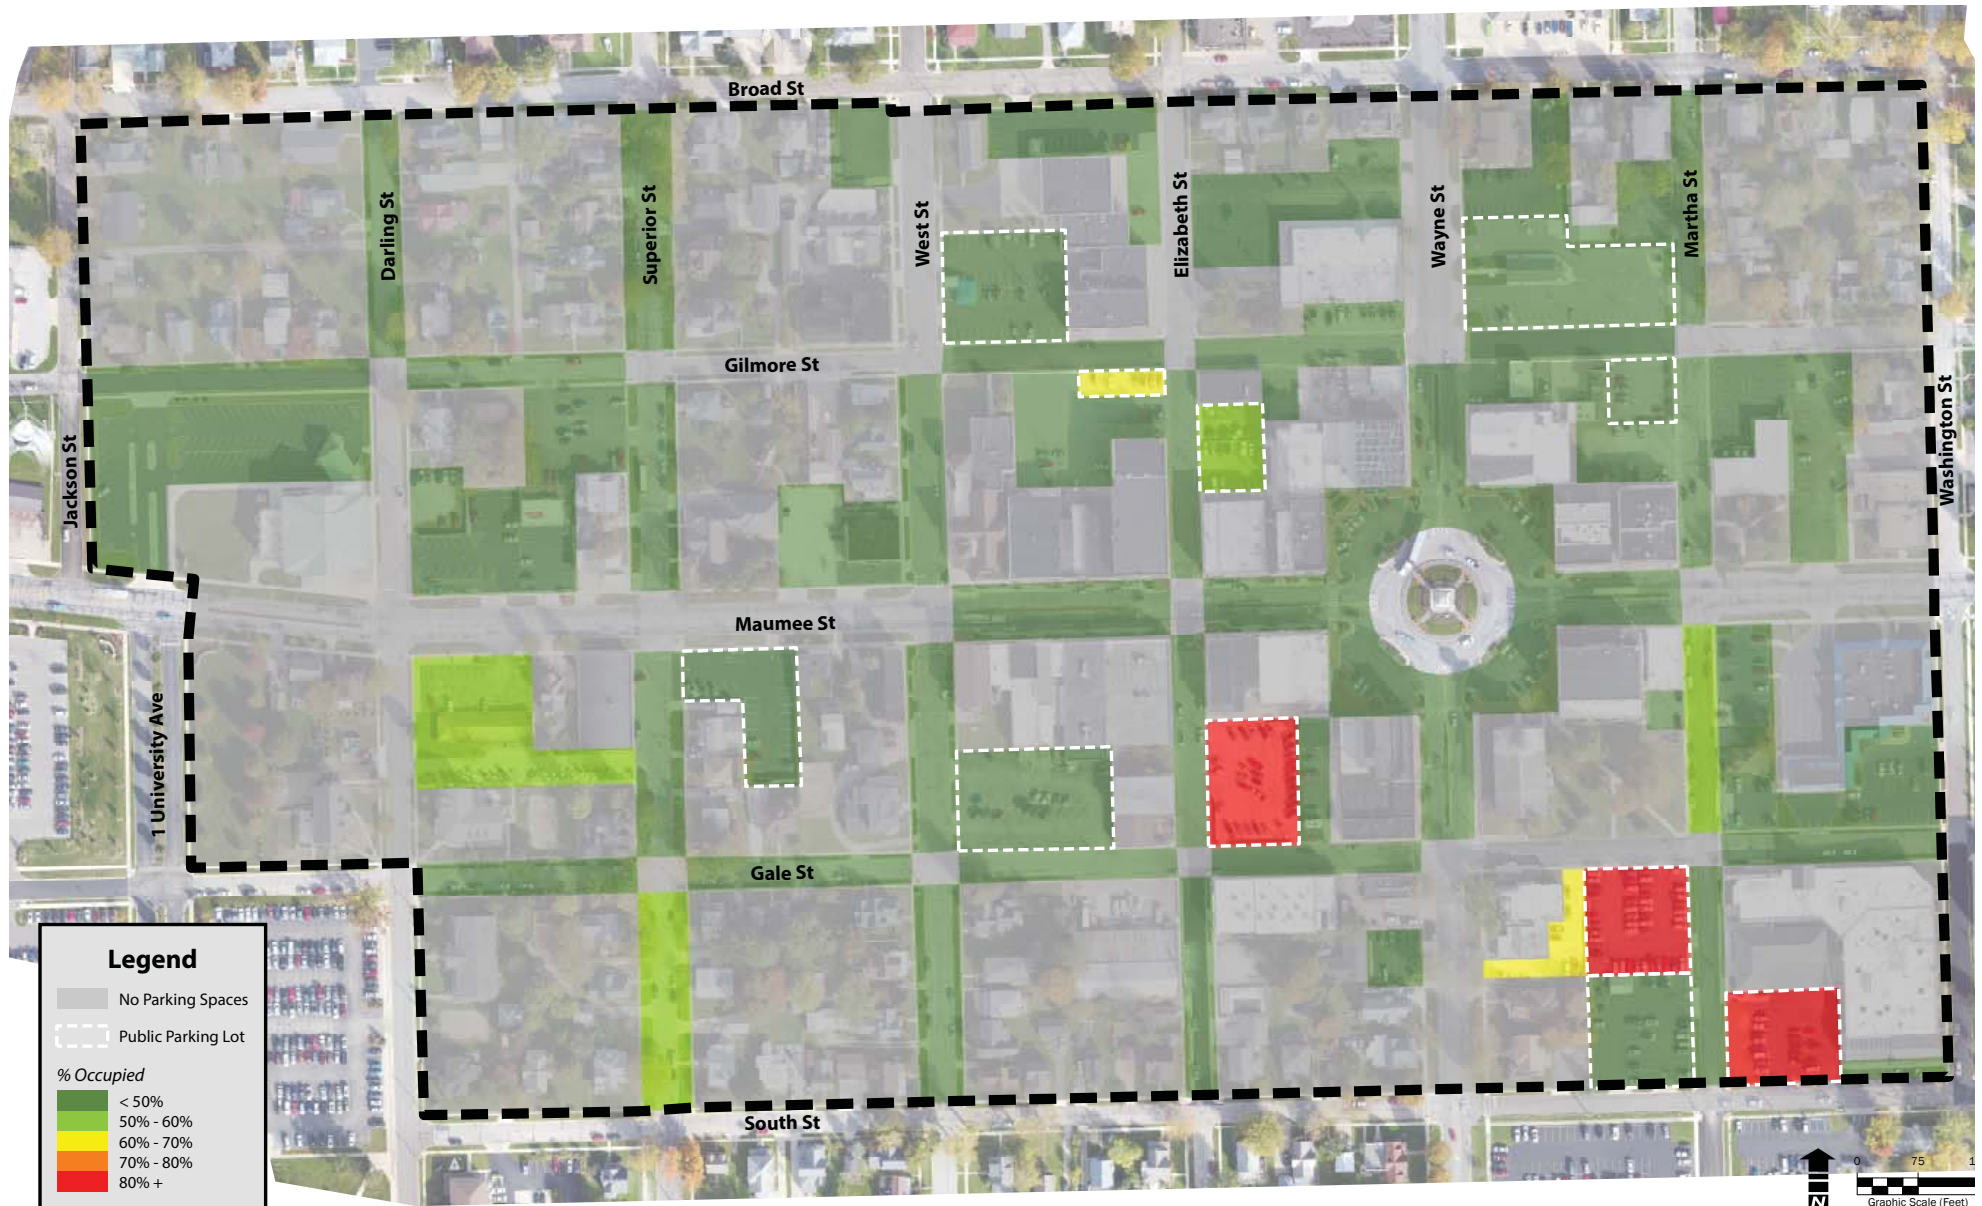 Broad St
Darling St
Superior St
West St
Elizabeth St
Wayne St
Martha St
Gilmore St
Jackson St
Washington St
Maumee St
1 University Ave
Gale St
South St
Legend
No Parking Spaces
Public Parking Lot
% Occupied
< 50%
50% - 60%
60% - 70%
70% - 80%
80% +
N
0 75
Graphic Scale (Feet)